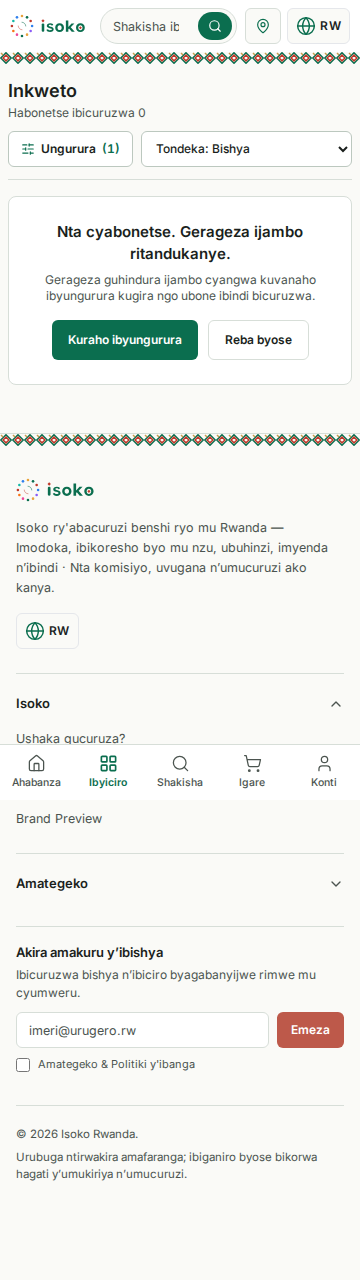 isoko
Shakisha ib
RW
Inkweto
Habonetse ibicuruzwa 0
Ungurura (1)
Tondeka: Bishya
Nta cyabonetse. Gerageza ijambo
ritandukanye.
Gerageza guhindura ijambo cyangwa kuvanaho
ibyungurura kugira ngo ubone ibindi bicuruzwa.
Kuraho ibyungurura
Reba byose
isoko
Isoko ry'abacuruzi benshi ryo mu Rwanda —
Imodoka, ibikoresho byo mu nzu, ubuhinzi, imyenda
n'ibindi · Nta komisiyo, uvugana n'umucuruzi ako
kanya.
RW
Isoko
Ushaka gucuruza?
Ahabanza
Ibyiciro
Shakisha
Igare
Konti
Brand Preview
Amategeko
Akira amakuru y'ibishya
Ibicuruzwa bishya n'ibiciro byagabanyijwe rimwe mu
cyumweru.
imeri@urugero.rw
Emeza
Amategeko & Politiki y'ibanga
© 2026 Isoko Rwanda.
Urubuga ntirwakira amafaranga; ibiganiro byose bikorwa
hagati y'umukiriya n'umucuruzi.